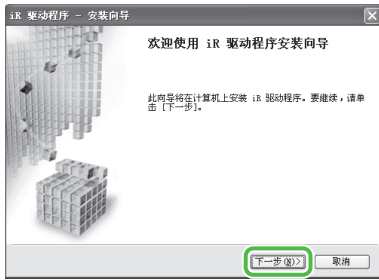 iR 驱动程序 - 安装向导
欢迎使用 iR 驱动程序安装向导
此向导将在计算机上安装 iR 驱动程序。要继续，请单
击 [下一步]。
下一步(N)> 取消